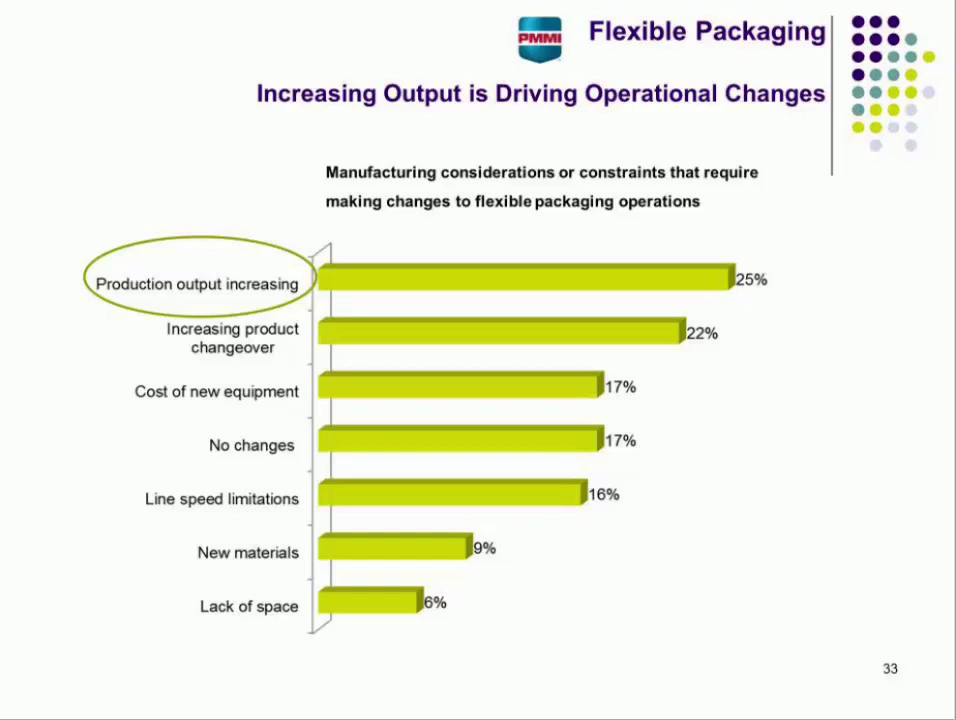 PMMI
Flexible Packaging
Increasing Output is Driving Operational Changes
Manufacturing considerations or constraints that require
making changes to flexible packaging operations
Production output increasing
25%
Increasing product
changeover
22%
Cost of new equipment
17%
No changes
17%
Line speed limitations
16%
New materials
9%
Lack of space
6%
33